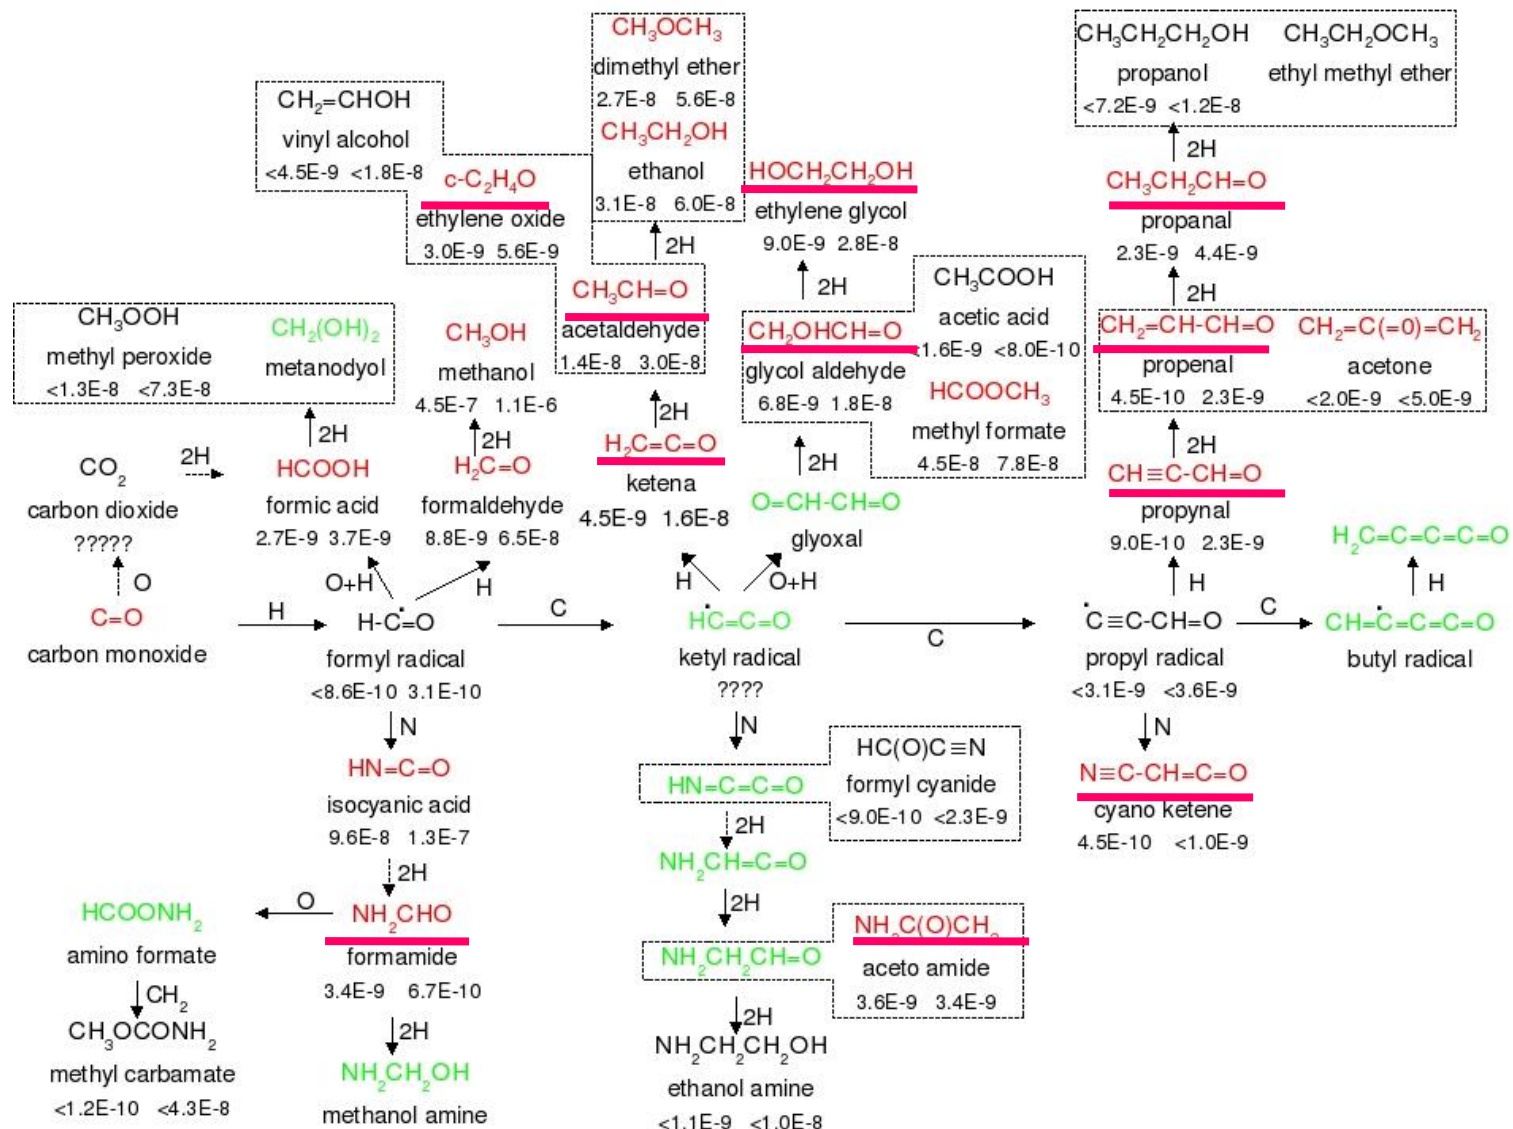 CH₃OCH₃
dimethyl ether
2.7E-8 5.6E-8
CH₃CH₂OH
ethanol
3.1E-8 6.0E-8
2H
CH₃CH₂CH₂OH CH₃CH₂OCH₃
propanol ethyl methyl ether
<7.2E-9 <1.2E-8
2H
CH₂=CHOH
vinyl alcohol
<4.5E-9 <1.8E-8
c-C₂H₄O
ethylene oxide
3.0E-9 5.6E-9
HOCH₂CH₂OH
ethylene glycol
9.0E-9 2.8E-8
2H
CH₃CH₂CH=O
propanal
2.3E-9 4.4E-9
2H
CH₃OOH CH₂(OH)₂
methyl peroxide metanodyol
<1.3E-8 <7.3E-8
2H
CH₃OH
methanol
4.5E-7 1.1E-6
2H
CH₃CH=O
acetaldehyde
1.4E-8 3.0E-8
2H
CH₂OHCH=O
glycol aldehyde
6.8E-9 1.8E-8
2H
CH₃COOH
acetic acid
<1.6E-9 <8.0E-10
HCOOCH₃
methyl formate
4.5E-8 7.8E-8
CH₂=CH-CH=O CH₂=C(=0)=CH₂
propenal acetone
4.5E-10 2.3E-9 <2.0E-9 <5.0E-9
2H
CO₂ 2H
carbon dioxide
?????
O
HCOOH
formic acid
2.7E-9 3.7E-9
O+H
H₂C=O
formaldehyde
8.8E-9 6.5E-8
H
H₂C=C=O
ketena
4.5E-9 1.6E-8
H
O=CH-CH=O
glyoxal
O+H
CH≡C-CH=O
propynal
9.0E-10 2.3E-9
H
H₂C=C=C=C=O
H
C=O
carbon monoxide
H
H-Ċ=O
formyl radical
<8.6E-10 3.1E-10
C
HĊ=C=O
ketyl radical
????
C
Ċ≡C-CH=O
propyl radical
<3.1E-9 <3.6E-9
C
CH=Ċ=C=C=O
butyl radical
N
HN=C=O
isocyanic acid
9.6E-8 1.3E-7
2H
N
HN=C=C=O
HC(O)C≡N
formyl cyanide
<9.0E-10 <2.3E-9
2H
NH₂CH=C=O
2H
N
N≡C-CH=C=O
cyano ketene
4.5E-10 <1.0E-9
HCOONH₂
amino formate
O
NH₂CHO
formamide
3.4E-9 6.7E-10
CH₂
CH₃OCONH₂
methyl carbamate
<1.2E-10 <4.3E-8
2H
NH₂CH₂OH
methanol amine
NH₂CH₂CH=O
NH₂C(O)CH₃
aceto amide
3.6E-9 3.4E-9
2H
NH₂CH₂CH₂OH
ethanol amine
<1.1E-9 <1.0E-8